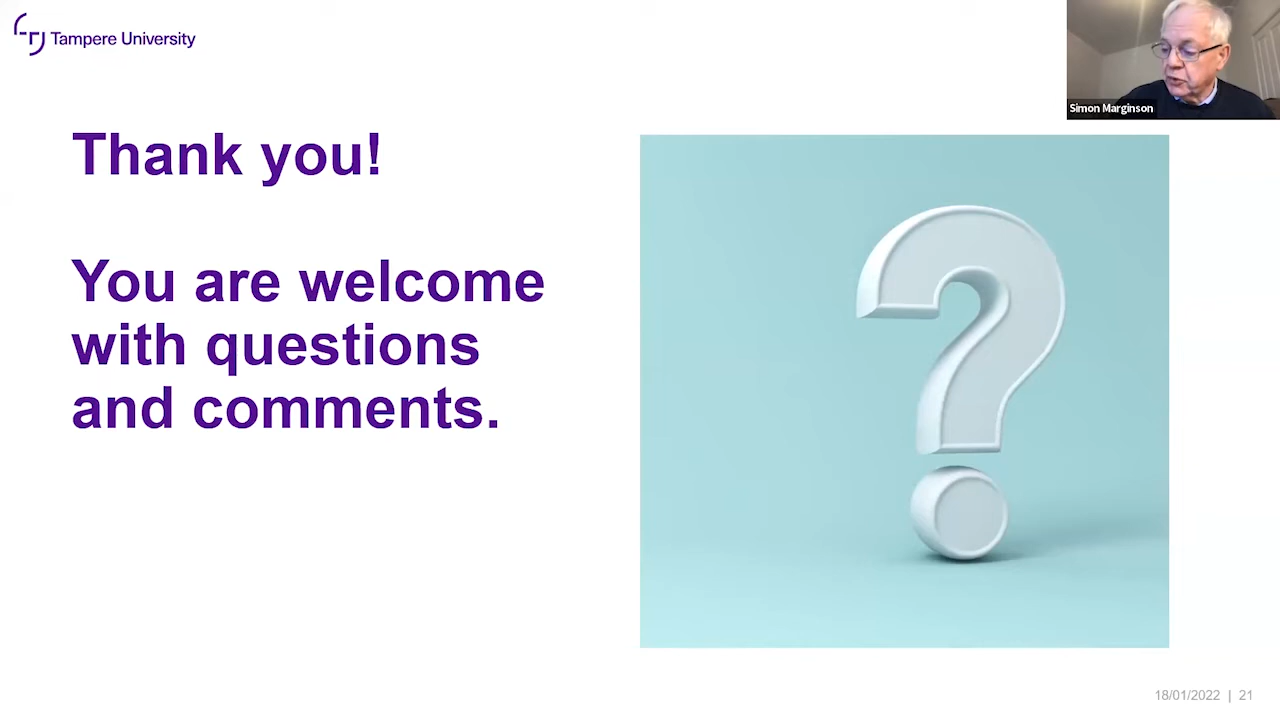 Tampere University
Simon Marginson
Thank you!
You are welcome
with questions
and comments.
?
18/01/2022 | 21